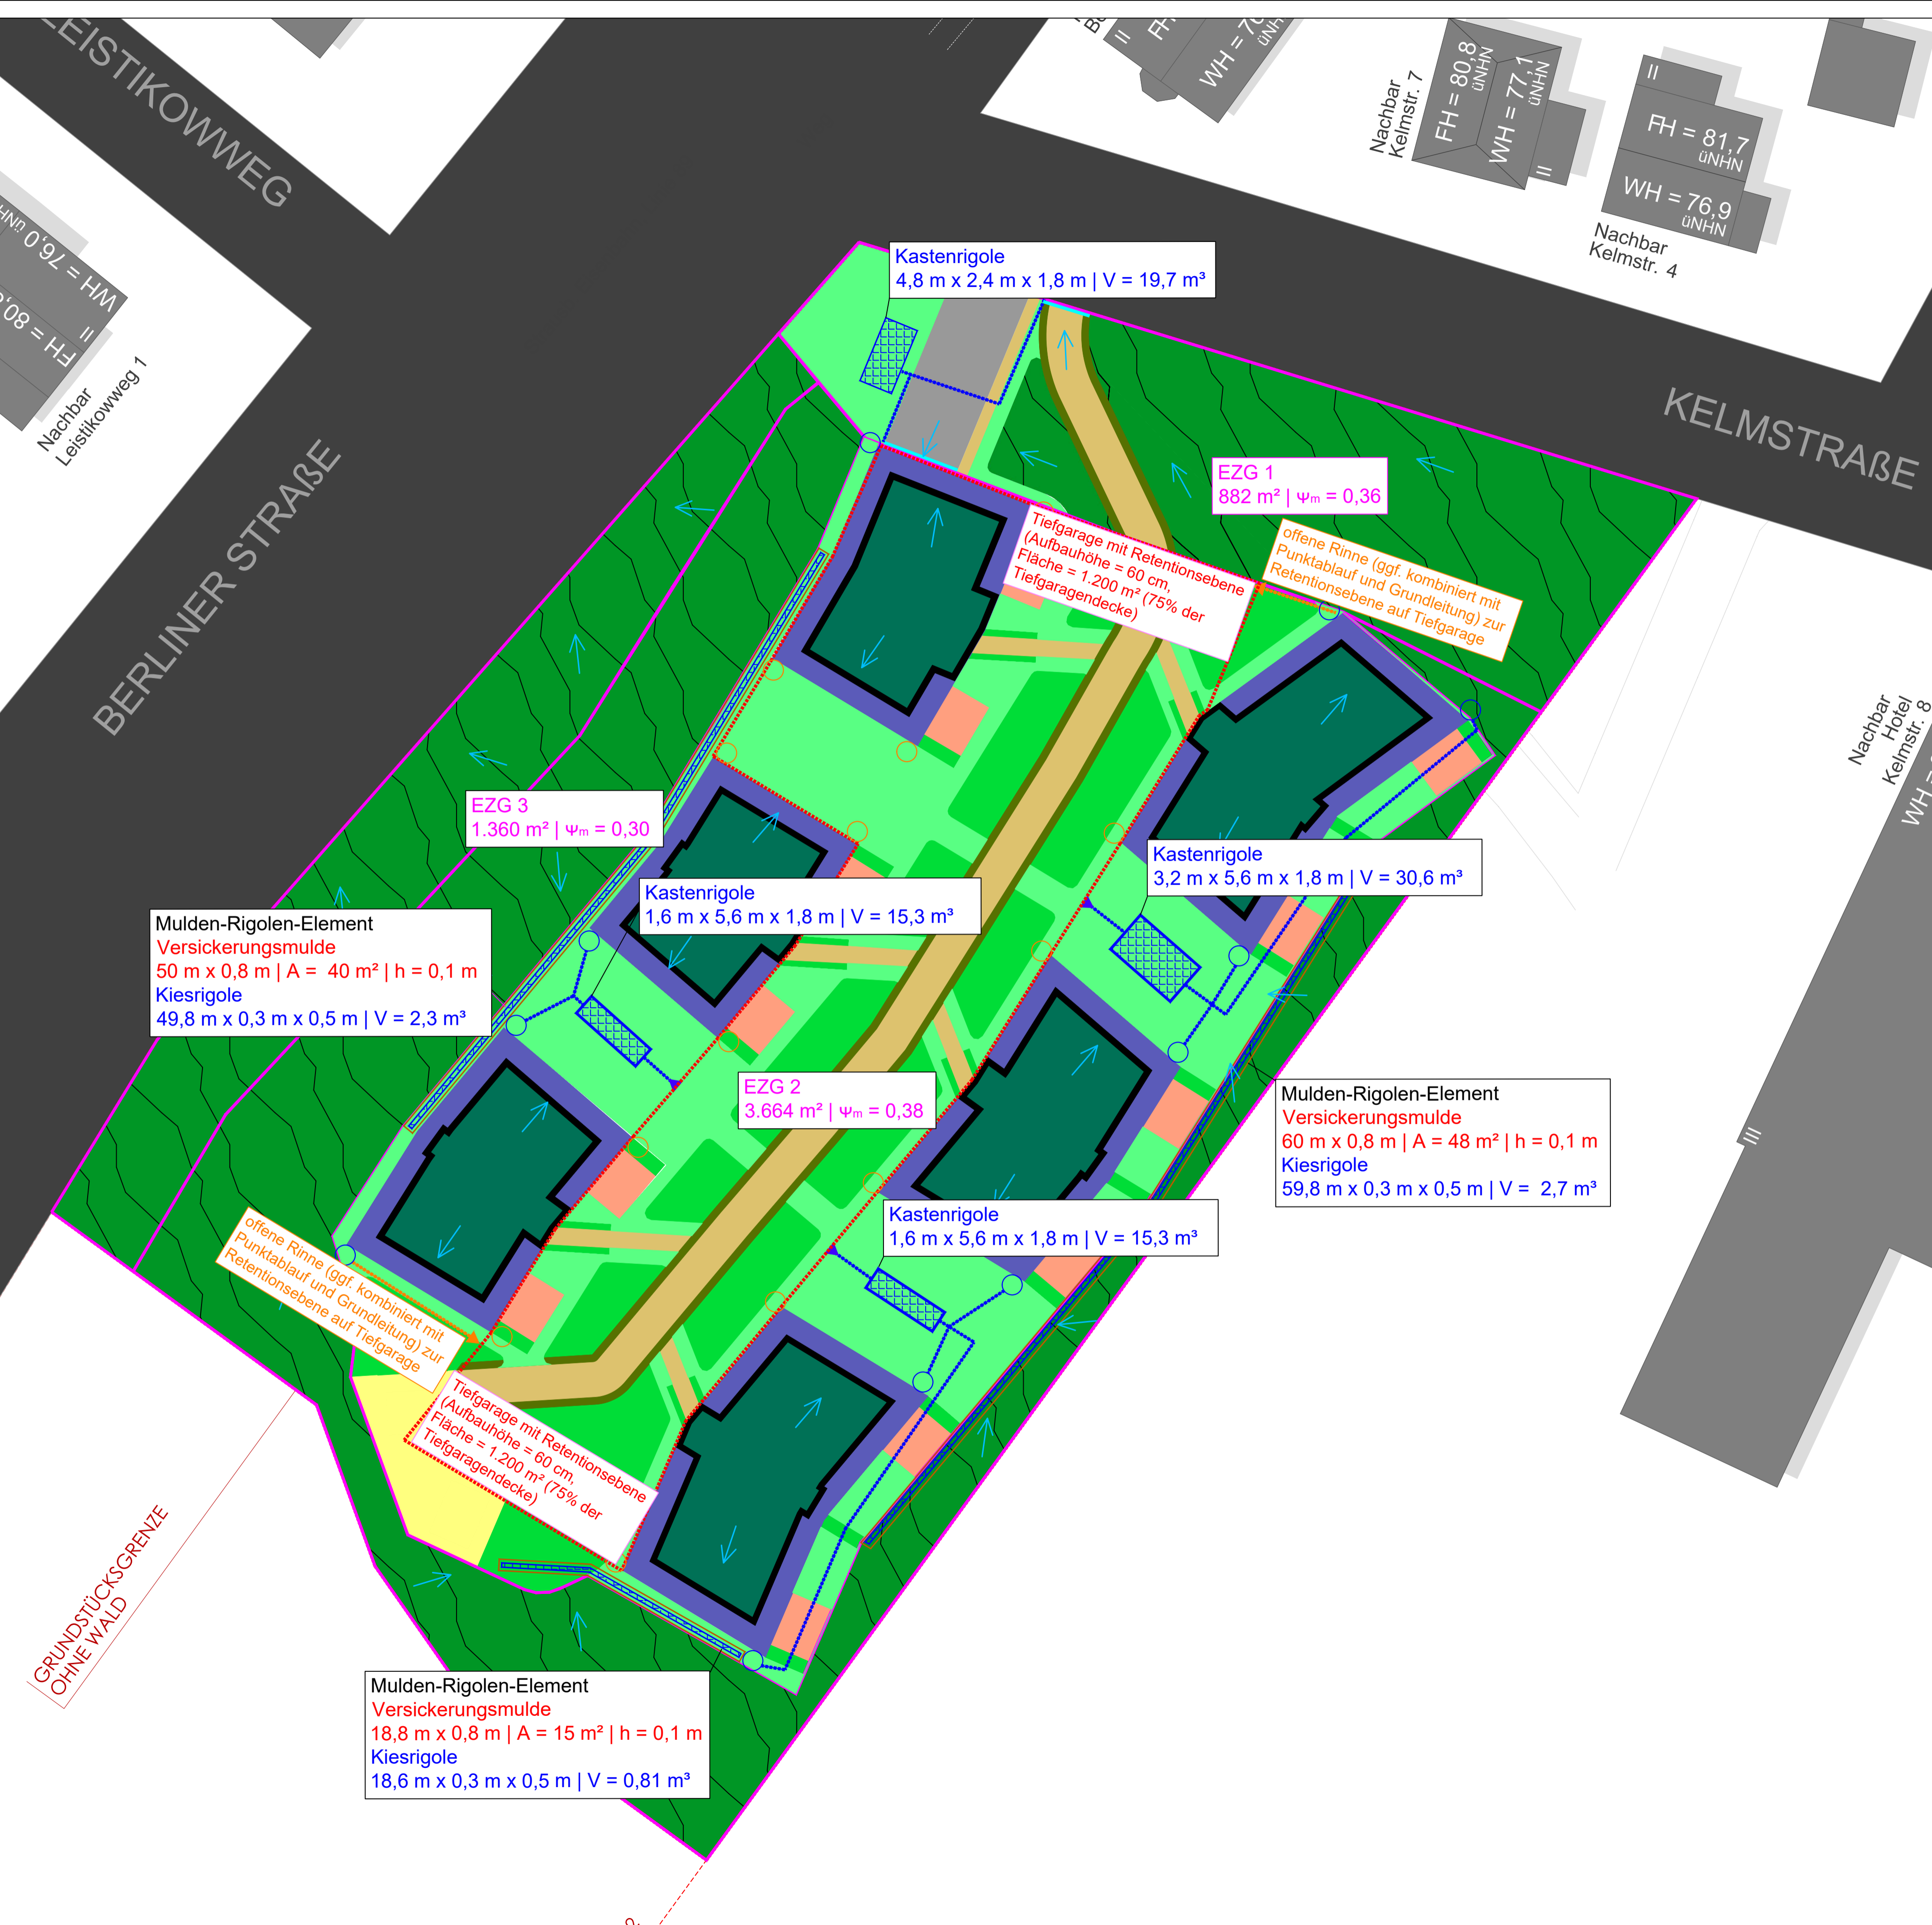 LEISTIKOWWEG
WH = 76,0
II
Nachbar
Leistikowweg 1
BERLINER STRAßE
II
Nachbar
Kelmstr. 7
FH = 80,8
üNHN
WH = 77,1
üNHN
II
II
FH = 81,7
üNHN
WH = 76,9
üNHN
Nachbar
Kelmstr. 4
KELMSTRAßE
Nachbar
Hotel
Kelmstr. 8
III
Kastenrigole
4,8 m x 2,4 m x 1,8 m | V = 19,7 m³
EZG 1
882 m² | Ψm = 0,36
Tiefgarage mit Retentionsebene
(Aufbauhöhe = 60 cm,
Fläche = 1.200 m² (75% der
Tiefgaragendecke)
offene Rinne (ggf. kombiniert mit
Punktablauf und Grundleitung) zur
Retentionsebene auf Tiefgarage
EZG 3
1.360 m² | Ψm = 0,30
Kastenrigole
3,2 m x 5,6 m x 1,8 m | V = 30,6 m³
Kastenrigole
1,6 m x 5,6 m x 1,8 m | V = 15,3 m³
Mulden-Rigolen-Element
Versickerungsmulde
50 m x 0,8 m | A = 40 m² | h = 0,1 m
Kiesrigole
49,8 m x 0,3 m x 0,5 m | V = 2,3 m³
EZG 2
3.664 m² | Ψm = 0,38
Mulden-Rigolen-Element
Versickerungsmulde
60 m x 0,8 m | A = 48 m² | h = 0,1 m
Kiesrigole
59,8 m x 0,3 m x 0,5 m | V = 2,7 m³
Kastenrigole
1,6 m x 5,6 m x 1,8 m | V = 15,3 m³
offene Rinne (ggf. kombiniert mit
Punktablauf und Grundleitung) zur
Retentionsebene auf Tiefgarage
Tiefgarage mit Retentionsebene
(Aufbauhöhe = 60 cm,
Fläche = 1.200 m² (75% der
Tiefgaragendecke)
GRUNDSTÜCKSGRENZE
OHNE WALD
Mulden-Rigolen-Element
Versickerungsmulde
18,8 m x 0,8 m | A = 15 m² | h = 0,1 m
Kiesrigole
18,6 m x 0,3 m x 0,5 m | V = 0,81 m³